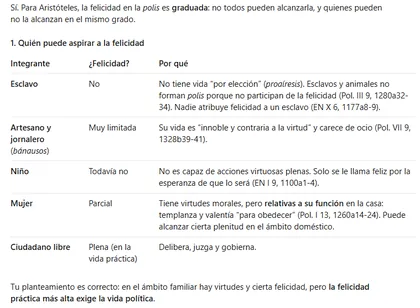 Sí. Para Aristóteles, la felicidad en la polis es graduada: no todos pueden alcanzarla, y quienes pueden
no la alcanzan en el mismo grado.
1. Quién puede aspirar a la felicidad
Integrante ¿Felicidad? Por qué
Esclavo No No tiene vida "por elección" (proaíresis). Esclavos y animales no
forman polis porque no participan de la felicidad (Pol. III 9, 1280a32-
34). Nadie atribuye felicidad a un esclavo (EN X 6, 1177a8-9).
Artesano y Muy limitada Su vida es "innoble y contraria a la virtud" y carece de ocio (Pol. VII 9,
jornalero 1328b39-41).
(bánausos)
Niño Todavía no No es capaz de acciones virtuosas plenas. Solo se le llama feliz por la
esperanza de que lo será (EN I 9, 1100a1-4).
Mujer Parcial Tiene virtudes morales, pero relativas a su función en la casa:
templanza y valentía "para obedecer" (Pol. I 13, 1260a14-24). Puede
alcanzar cierta plenitud en el ámbito doméstico.
Ciudadano libre Plena (en la Delibera, juzga y gobierna.
vida práctica)
Tu planteamiento es correcto: en el ámbito familiar hay virtudes y cierta felicidad, pero la felicidad
práctica más alta exige la vida política.